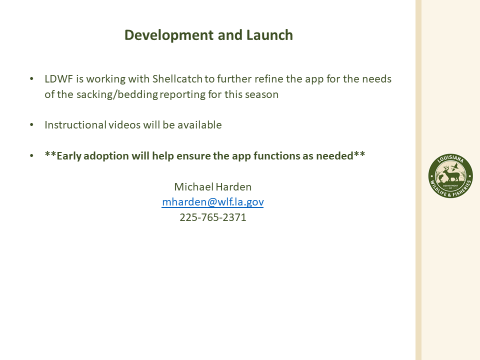 Development and Launch
• LDWF is working with Shellcatch to further refine the app for the needs
of the sacking/bedding reporting for this season
• Instructional videos will be available
• **Early adoption will help ensure the app functions as needed**
Michael Harden
mharden@wlf.la.gov
225-765-2371
LOUISIANA
WILDLIFE & FISHERIES